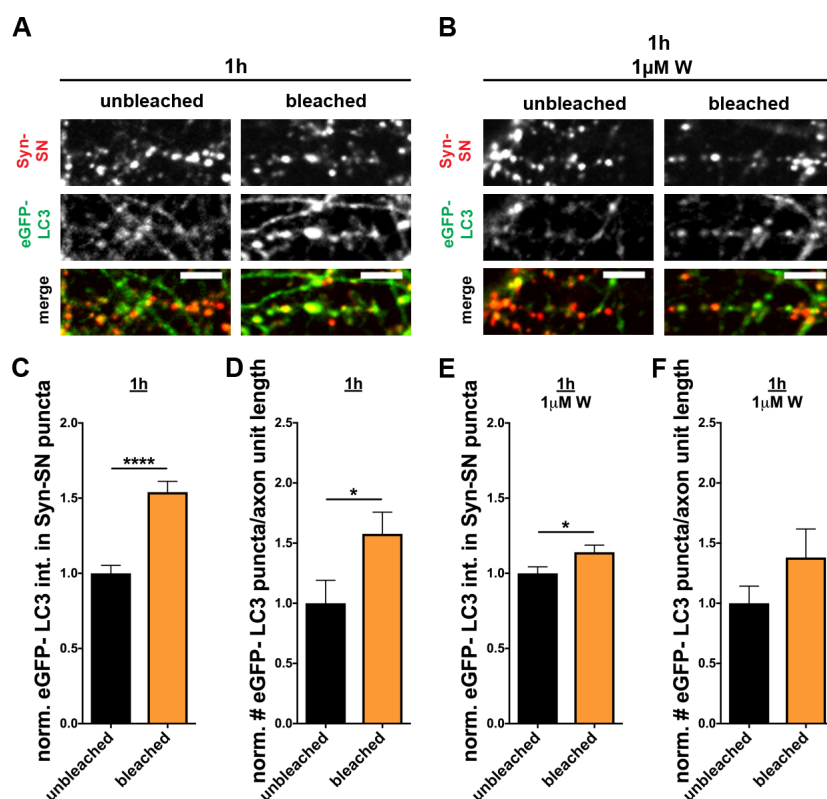 A
1h
unbleached
bleached
Syn-
SN
eGFP-
LC3
merge
B
1h
1µM W
unbleached
bleached
Syn-
SN
eGFP-
LC3
merge
C
1h
norm. eGFP- LC3 int. in Syn-SN puncta
2.0
1.5
1.0
0.5
0.0
****
unbleached
bleached
D
1h
norm. # eGFP- LC3 puncta/axon unit length
2.5
2.0
1.5
1.0
0.5
0.0
*
unbleached
bleached
E
1h
1µM W
norm. eGFP- LC3 int. in Syn-SN puncta
2.0
1.5
1.0
0.5
0.0
*
unbleached
bleached
F
1h
1µM W
norm. # eGFP- LC3 puncta/axon unit length
2.5
2.0
1.5
1.0
0.5
0.0
unbleached
bleached